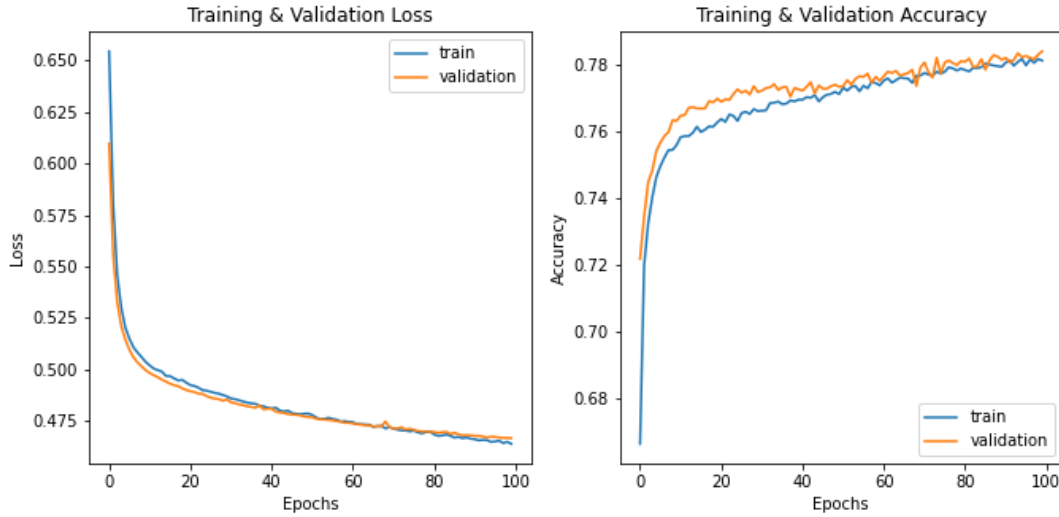 Training & Validation Loss
0.650
0.625
0.600
0.575
0.550
0.525
0.500
0.475
Loss
0 20 40 60 80 100
Epochs
train
validation
Training & Validation Accuracy
0.78
0.76
0.74
0.72
0.70
0.68
Accuracy
0 20 40 60 80 100
Epochs
train
validation